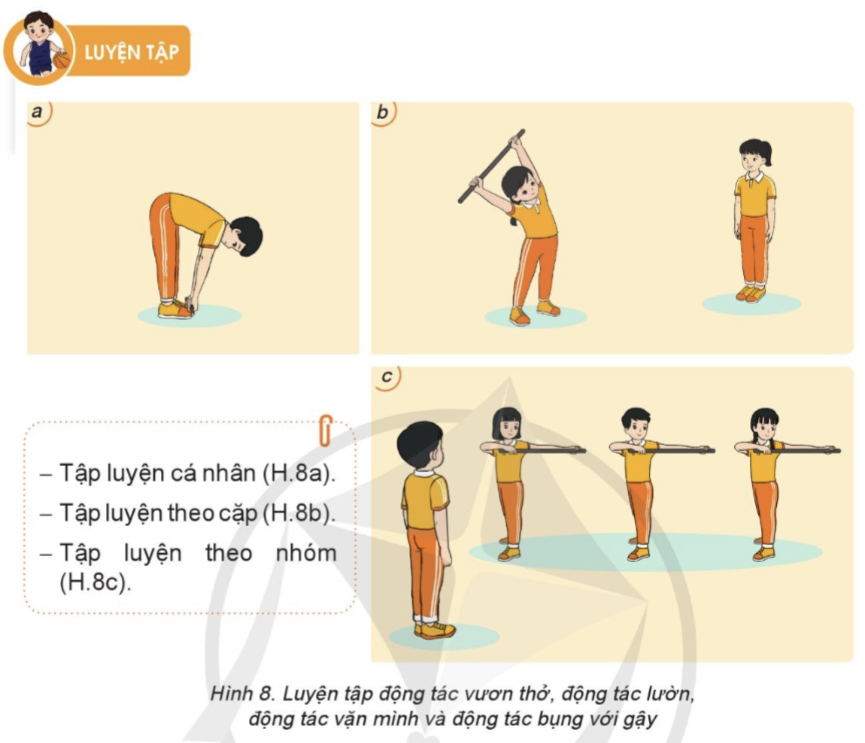 LUYỆN TẬP
a
b
c
– Tập luyện cá nhân (H.8a).
– Tập luyện theo cặp (H.8b).
– Tập luyện theo nhóm
(H.8c).
Hình 8. Luyện tập động tác vươn thở, động tác lườn,
động tác vặn mình và động tác bụng với gậy